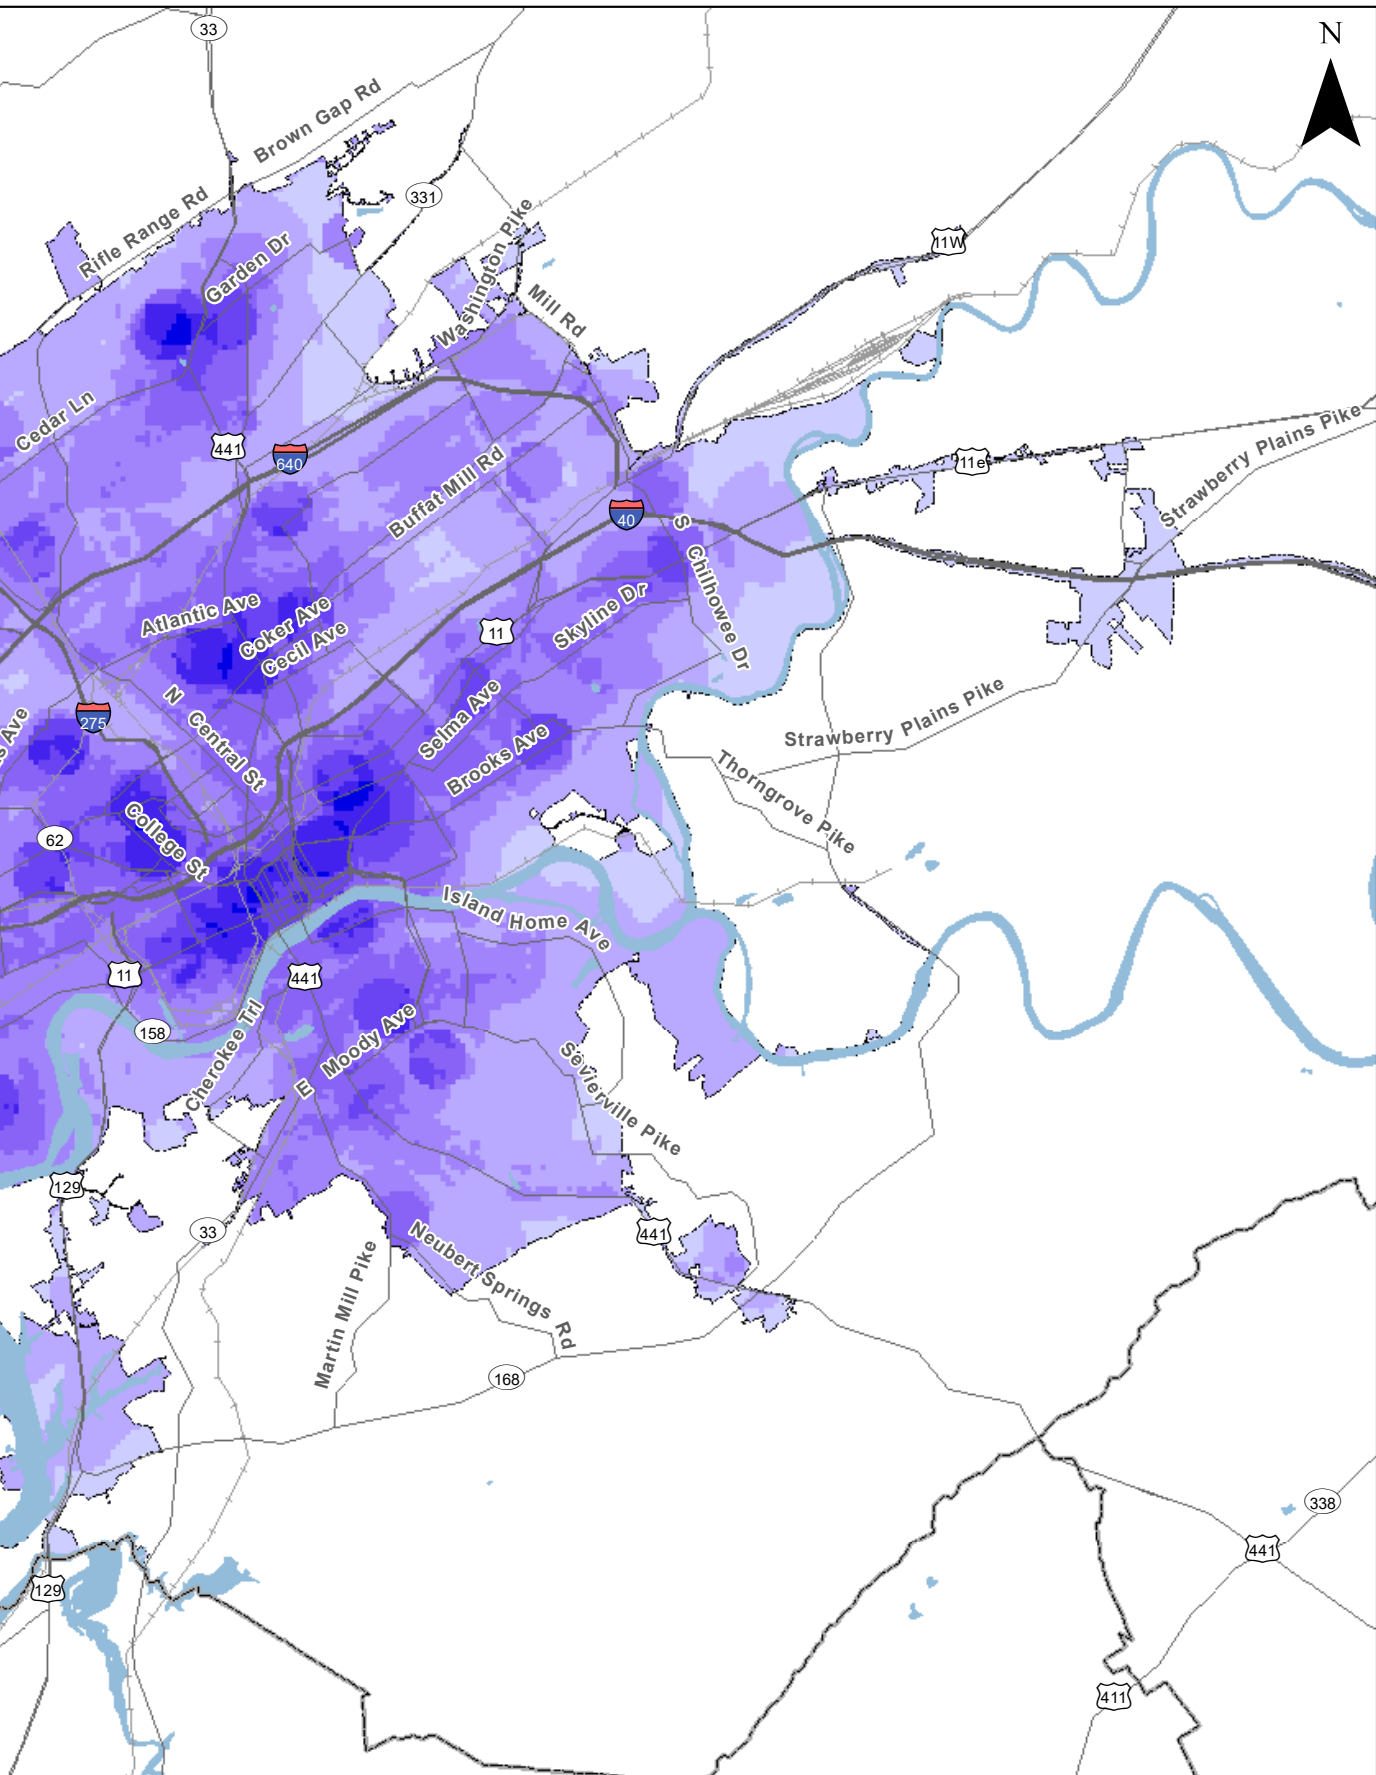 33
N
Brown Gap Rd
331
Rifle Range Rd
Washington Pike
11W
Garden Dr
Mill Rd
Cedar Ln
441
640
Strawberry Plains Pike
11e
Buffat Mill Rd
40
S Chilhowee Dr
Atlantic Ave
Coker Ave
Cecil Ave
11
Skyline Dr
N Central St
275
s Ave
Selma Ave
Brooks Ave
Strawberry Plains Pike
Thorngrove Pike
College St
62
Island Home Ave
11
441
158
Cherokee Trl
E Moody Ave
Sevierville Pike
129
33
441
Neubert Springs Rd
Martin Mill Pike
168
338
441
129
411